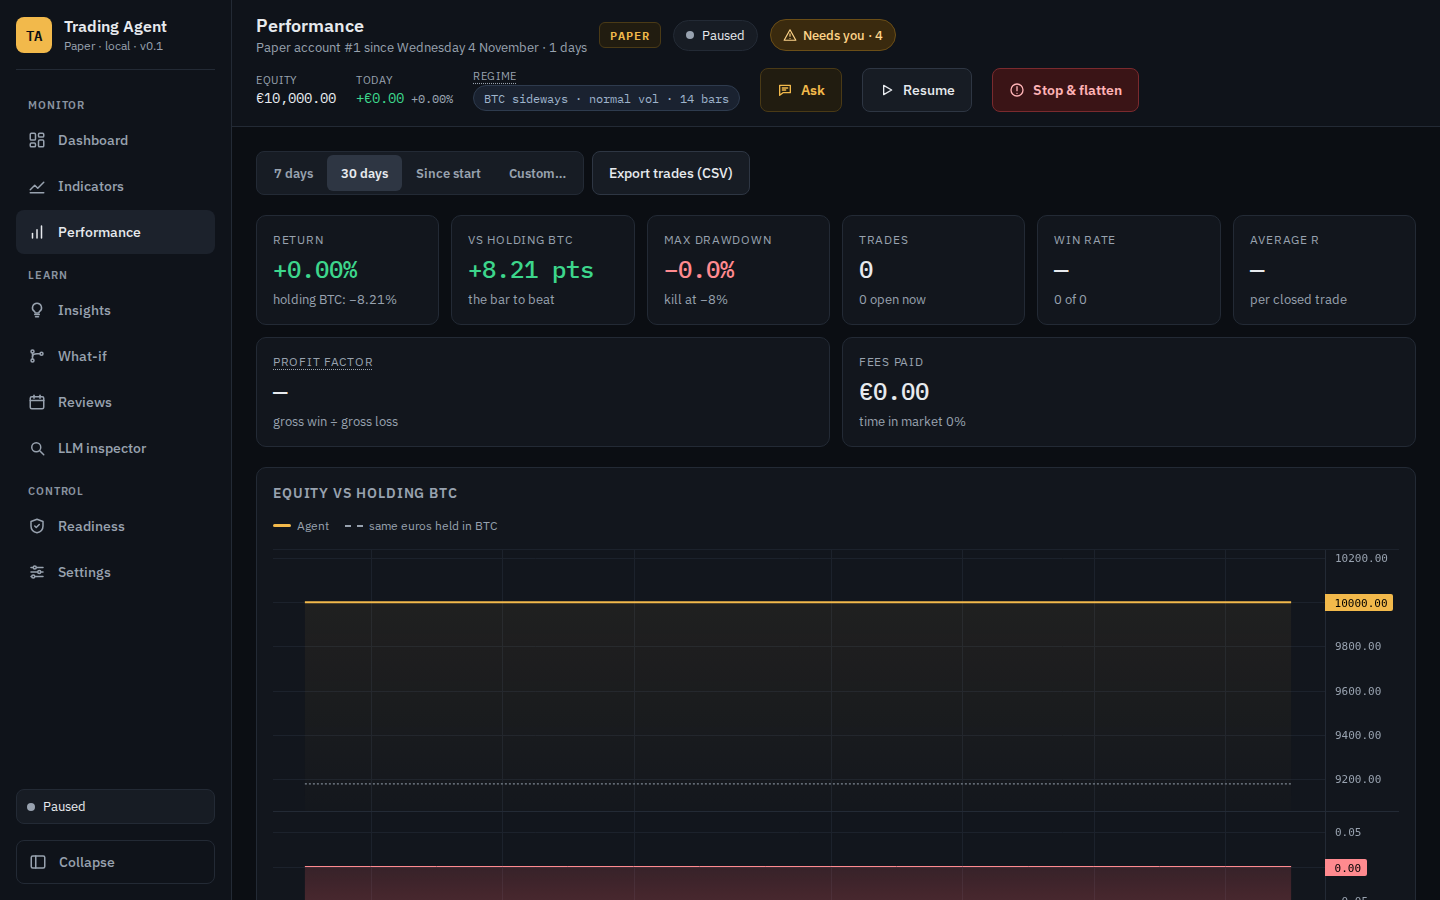 TA
Trading Agent
Paper · local · v0.1
MONITOR
Dashboard
Indicators
Performance
LEARN
Insights
What-if
Reviews
LLM inspector
CONTROL
Readiness
Settings
Paused
Collapse
Performance
Paper account #1 since Wednesday 4 November · 1 days
PAPER
Paused
Needs you · 4
EQUITY
€10,000.00
TODAY
+€0.00 +0.00%
REGIME
BTC sideways · normal vol · 14 bars
Ask
Resume
Stop & flatten
7 days
30 days
Since start
Custom...
Export trades (CSV)
RETURN
+0.00%
holding BTC: −8.21%
VS HOLDING BTC
+8.21 pts
the bar to beat
MAX DRAWDOWN
−0.0%
kill at −8%
TRADES
0
0 open now
WIN RATE
—
0 of 0
AVERAGE R
—
per closed trade
PROFIT FACTOR
—
gross win ÷ gross loss
FEES PAID
€0.00
time in market 0%
EQUITY VS HOLDING BTC
Agent
same euros held in BTC
10200.00
10000.00
9800.00
9600.00
9400.00
9200.00
0.05
0.00